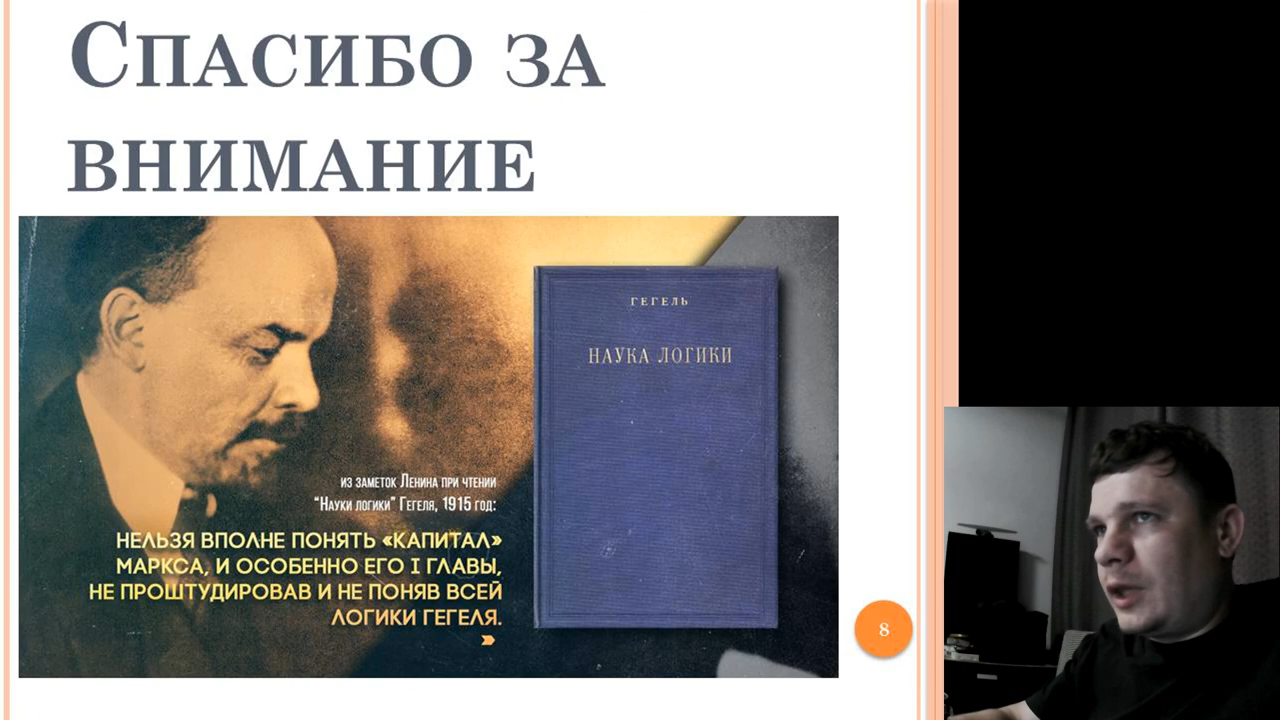 Спасибо за
внимание
ГЕГЕЛЬ
НАУКА ЛОГИКИ
из заметок Ленина при чтении
“Науки логики” Гегеля, 1915 год:
НЕЛЬЗЯ ВПОЛНЕ ПОНЯТЬ «КАПИТАЛ»
МАРКСА, И ОСОБЕННО ЕГО I ГЛАВЫ,
НЕ ПРОШТУДИРОВАВ И НЕ ПОНЯВ ВСЕЙ
ЛОГИКИ ГЕГЕЛЯ.
8